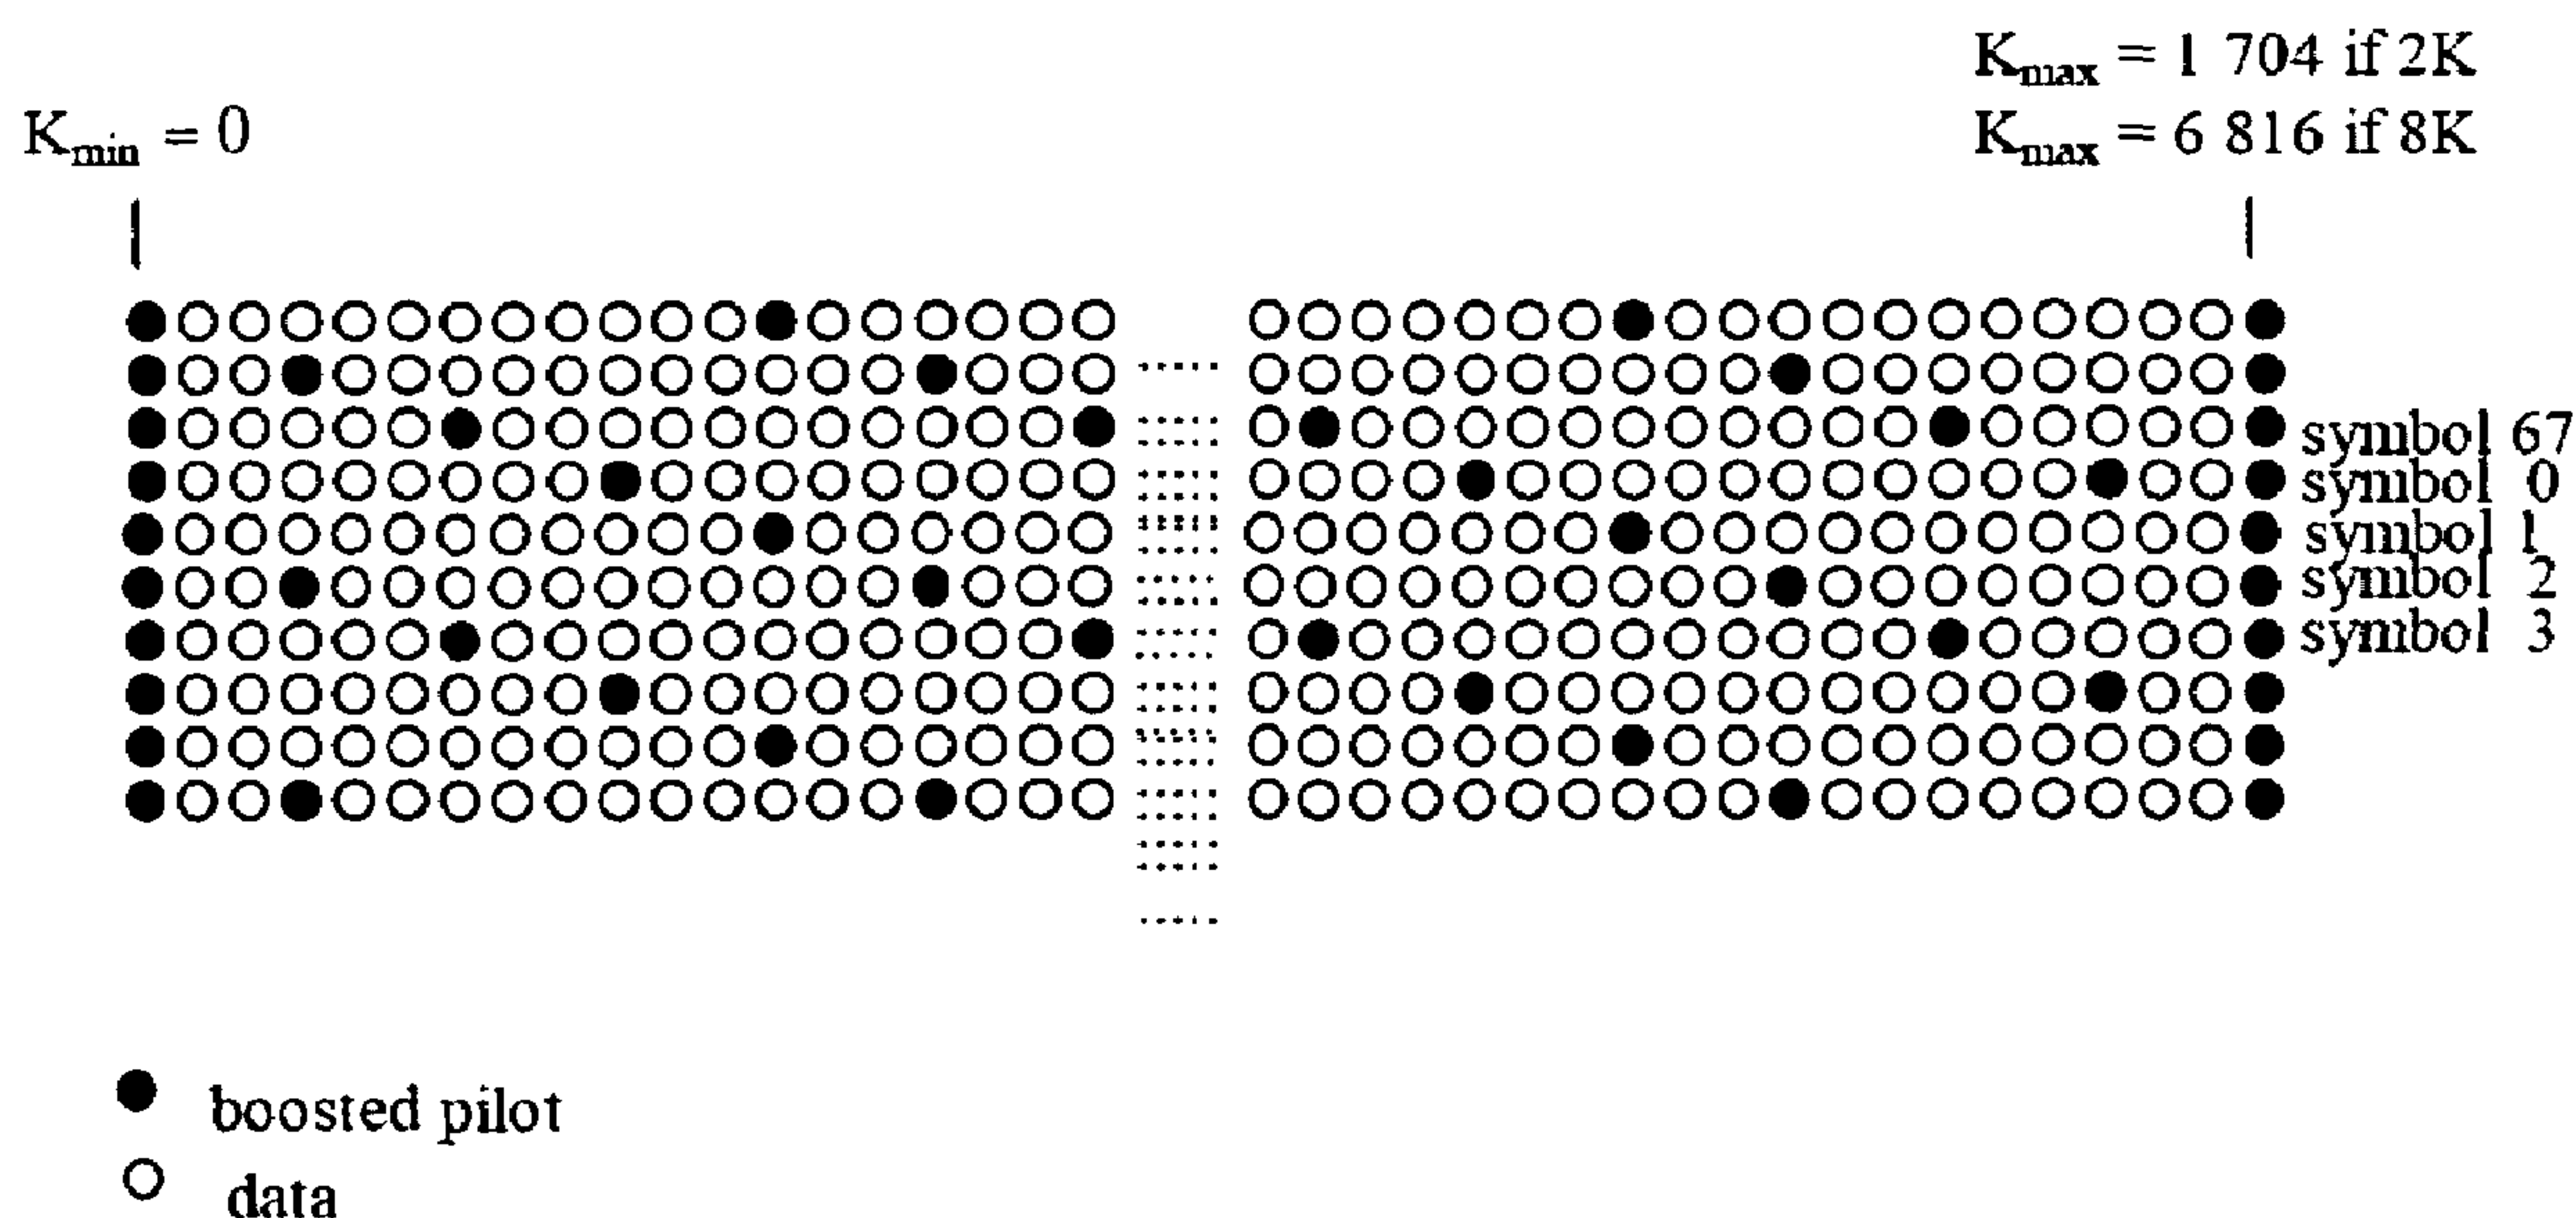 K_max = 1 704 if 2K
K_min = 0
K_max = 6 816 if 8K
symbol 67
symbol 0
symbol 1
symbol 2
symbol 3
boosted pilot
data